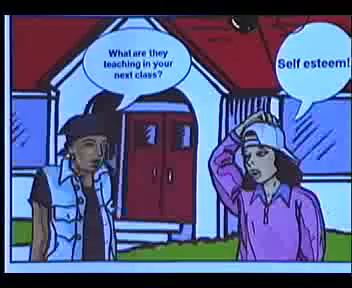 What are they
teaching in your
next class?
Self esteem!